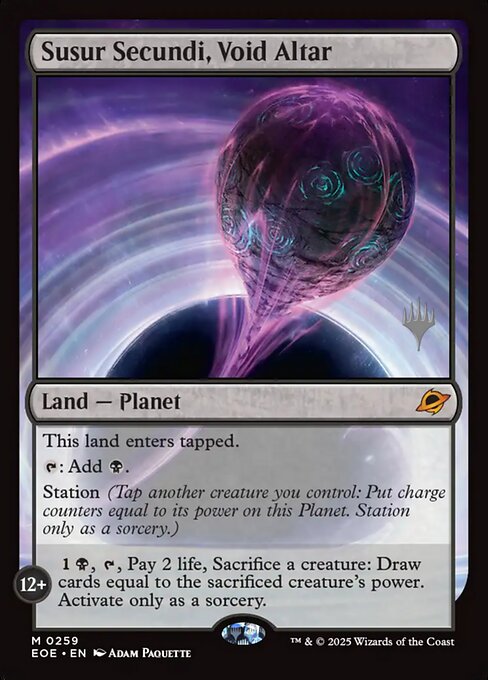 Susur Secundi, Void Altar
Land — Planet
This land enters tapped.
: Add .
Station (Tap another creature you control: Put charge
counters equal to its power on this Planet. Station
only as a sorcery.)
12+
1 , , Pay 2 life, Sacrifice a creature: Draw
cards equal to the sacrificed creature's power.
Activate only as a sorcery.
M 0259
EOE • EN Adam Paquette
™ & © 2025 Wizards of the Coast